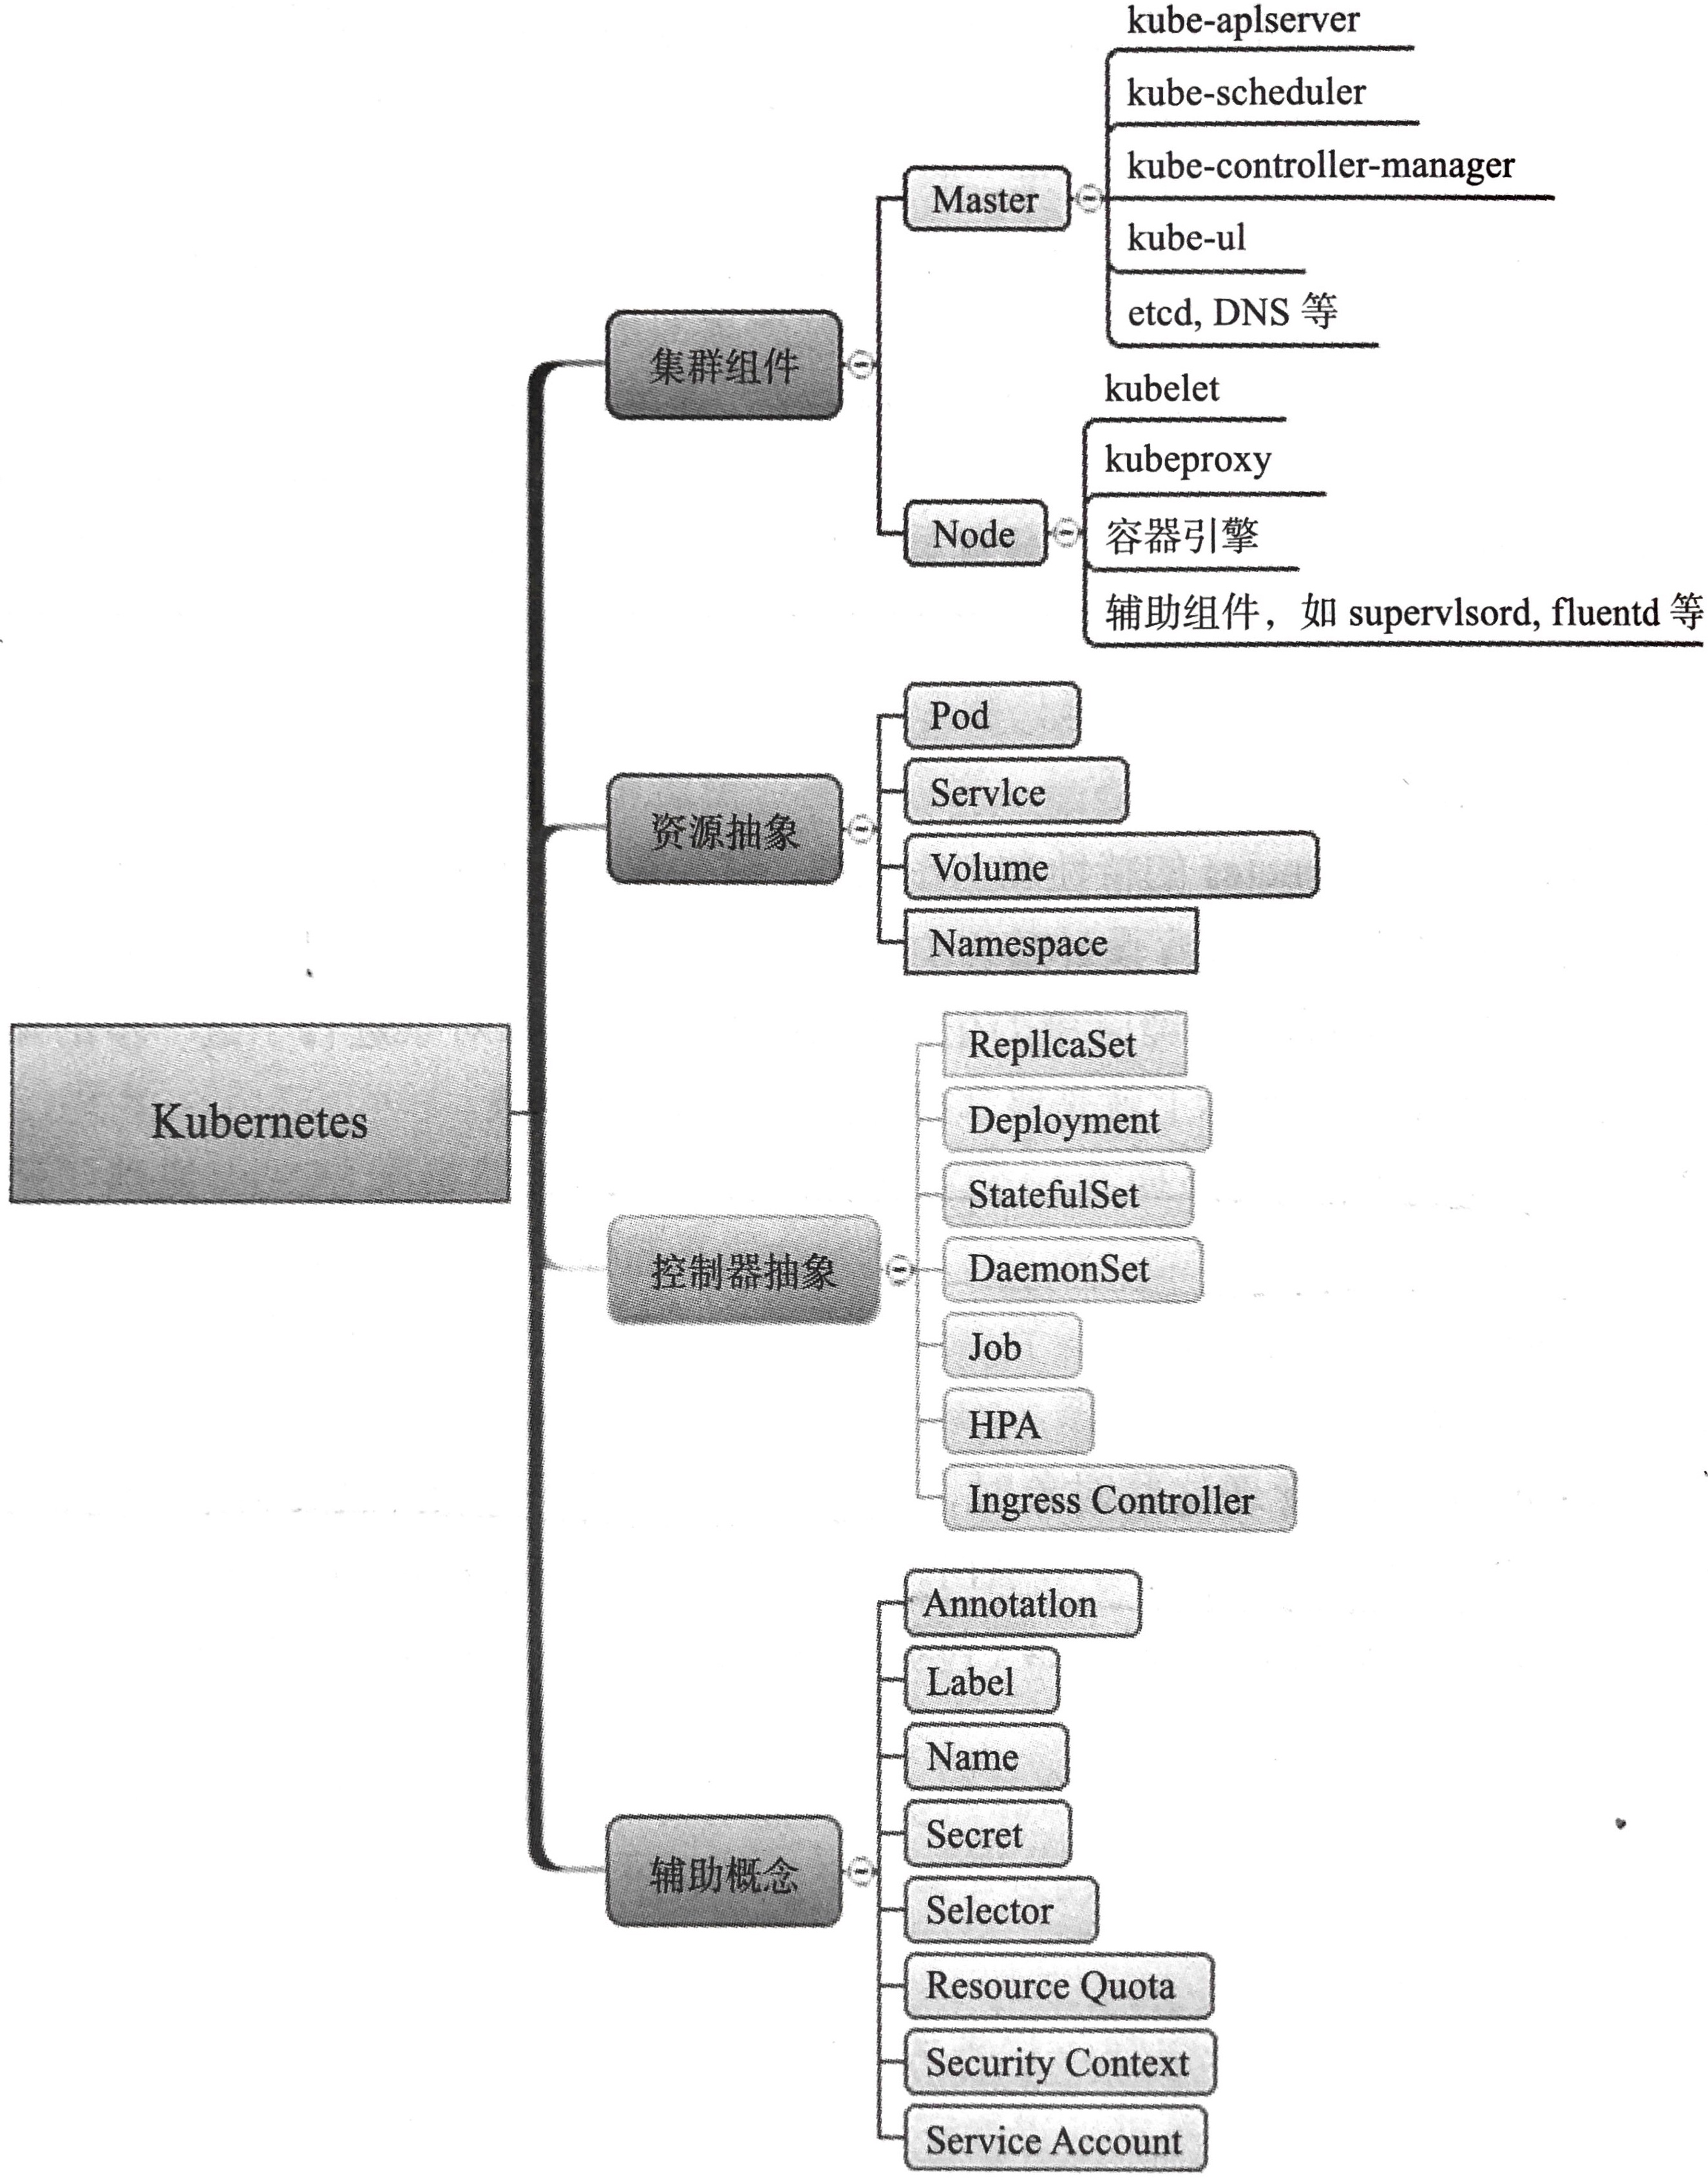 kube-aplserver
kube-scheduler
kube-controller-manager
Master
kube-ul
etcd, DNS 等
集群组件
kubelet
kubeproxy
Node
容器引擎
辅助组件，如 supervlsord, fluentd 等
Pod
Servlce
资源抽象
Volume
Namespace
Kubernetes
RepllcaSet
Deployment
StatefulSet
控制器抽象
DaemonSet
Job
HPA
Ingress Controller
Annotatlon
Label
Name
Secret
辅助概念
Selector
Resource Quota
Security Context
Service Account